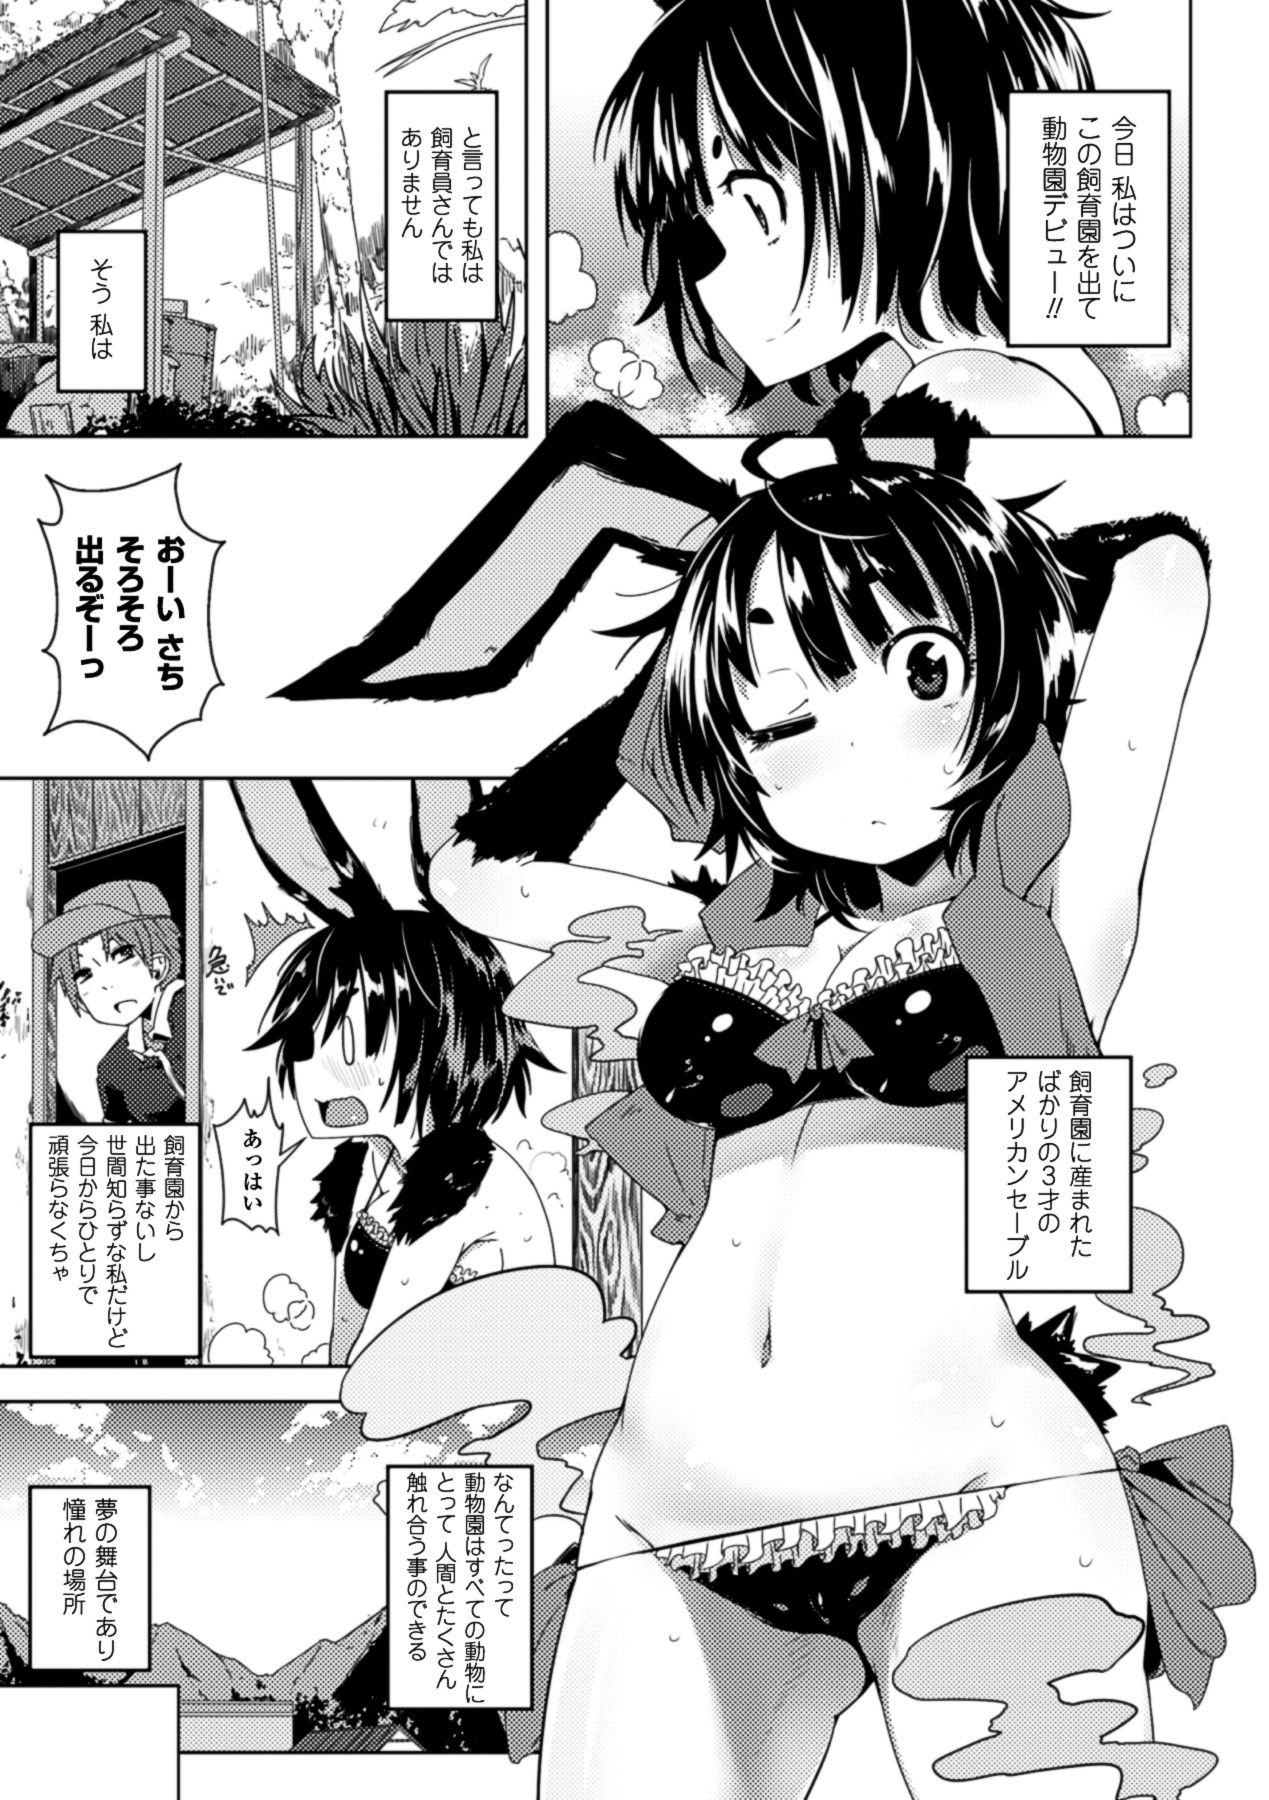 今日 私はついに
この飼育園を出て
動物園デビュー!!
と言っても私は
飼育員さんでは
ありません
そう 私は
飼育園に産まれた
ばかりの3才の
アメリカンセーブル
おーい さち
そろそろ
出るぞーっ
急いで
あっはい
飼育園から
出た事ないし
世間知らずな私だけど
今日からひとりで
頑張らなくちゃ
なんてったって
動物園はすべての動物に
とって 人間とたくさん
触れ合う事のできる
夢の舞台であり
憧れの場所